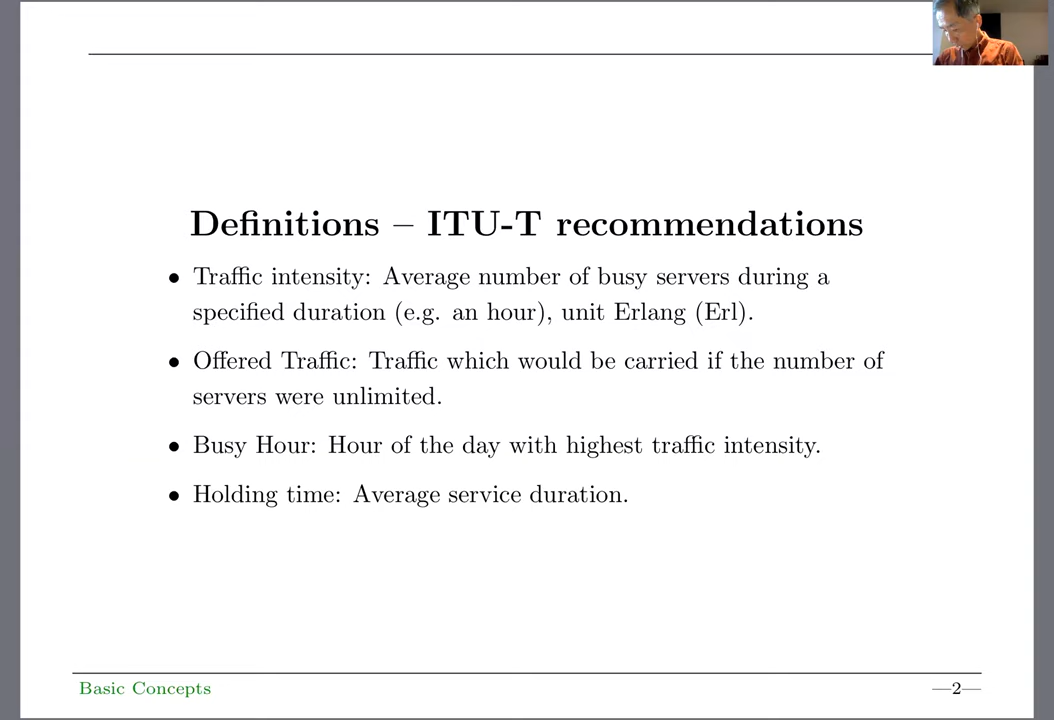 Definitions – ITU-T recommendations
• Traffic intensity: Average number of busy servers during a
specified duration (e.g. an hour), unit Erlang (Erl).
• Offered Traffic: Traffic which would be carried if the number of
servers were unlimited.
• Busy Hour: Hour of the day with highest traffic intensity.
• Holding time: Average service duration.
Basic Concepts —2—